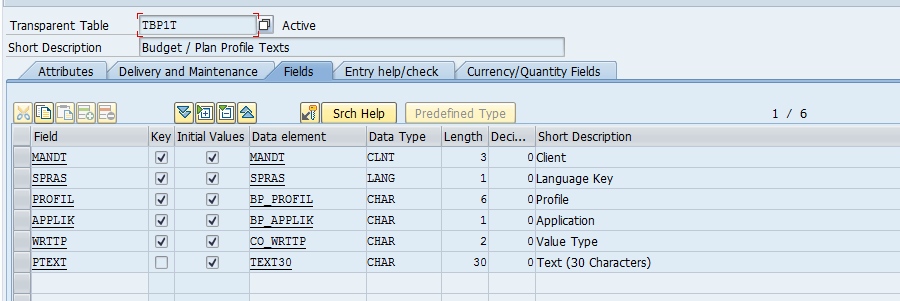 Transparent Table TBP1T Active
Short Description Budget / Plan Profile Texts
Attributes Delivery and Maintenance Fields Entry help/check Currency/Quantity Fields
Srch Help Predefined Type 1 / 6
Field Key Initial Values Data element Data Type Length Deci... Short Description
MANDT MANDT CLNT 3 0 Client
SPRAS SPRAS LANG 1 0 Language Key
PROFIL BP_PROFIL CHAR 6 0 Profile
APPLIK BP_APPLIK CHAR 1 0 Application
WRTTP CO_WRTTP CHAR 2 0 Value Type
PTEXT TEXT30 CHAR 30 0 Text (30 Characters)